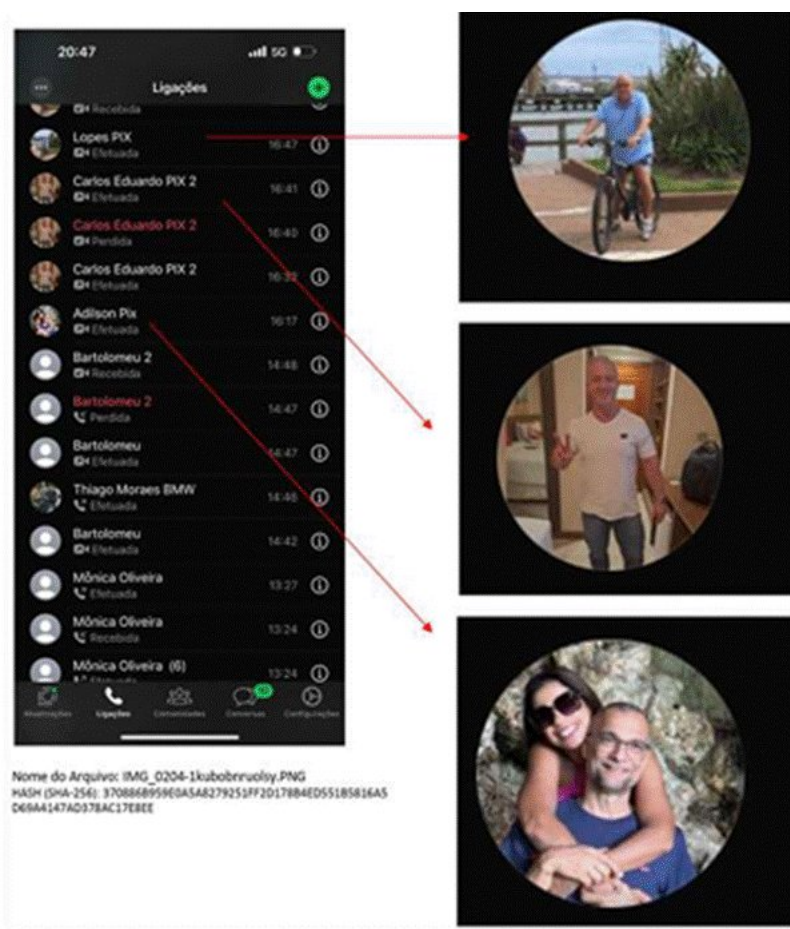 20:47
5G
Ligações
Recebida
Lopes PIX
Efetuada
16:47
Carlos Eduardo PIX 2
Efetuada
16:41
Carlos Eduardo PIX 2
Perdida
16:40
Carlos Eduardo PIX 2
Efetuada
Adilson Pix
Efetuada
16:17
Bartolomeu 2
Recebida
14:48
Bartolomeu 2
Perdida
14:47
Bartolomeu
Efetuada
14:47
Thiago Moraes BMW
Efetuada
14:46
Bartolomeu
Efetuada
14:42
Mônica Oliveira
Efetuada
13:27
Mônica Oliveira
Recebida
13:24
Mônica Oliveira (6)
Efetuada
13:24
Atualizações
Ligações
Comunidades
Conversas
Configurações
Nome do Arquivo: IMG_0204-1kubobnruolsy.PNG
HASH (SHA-256): 370886B959E0A5A8279251FF2D178B4ED551B5816A5
D69A4147AD378AC17E8EE